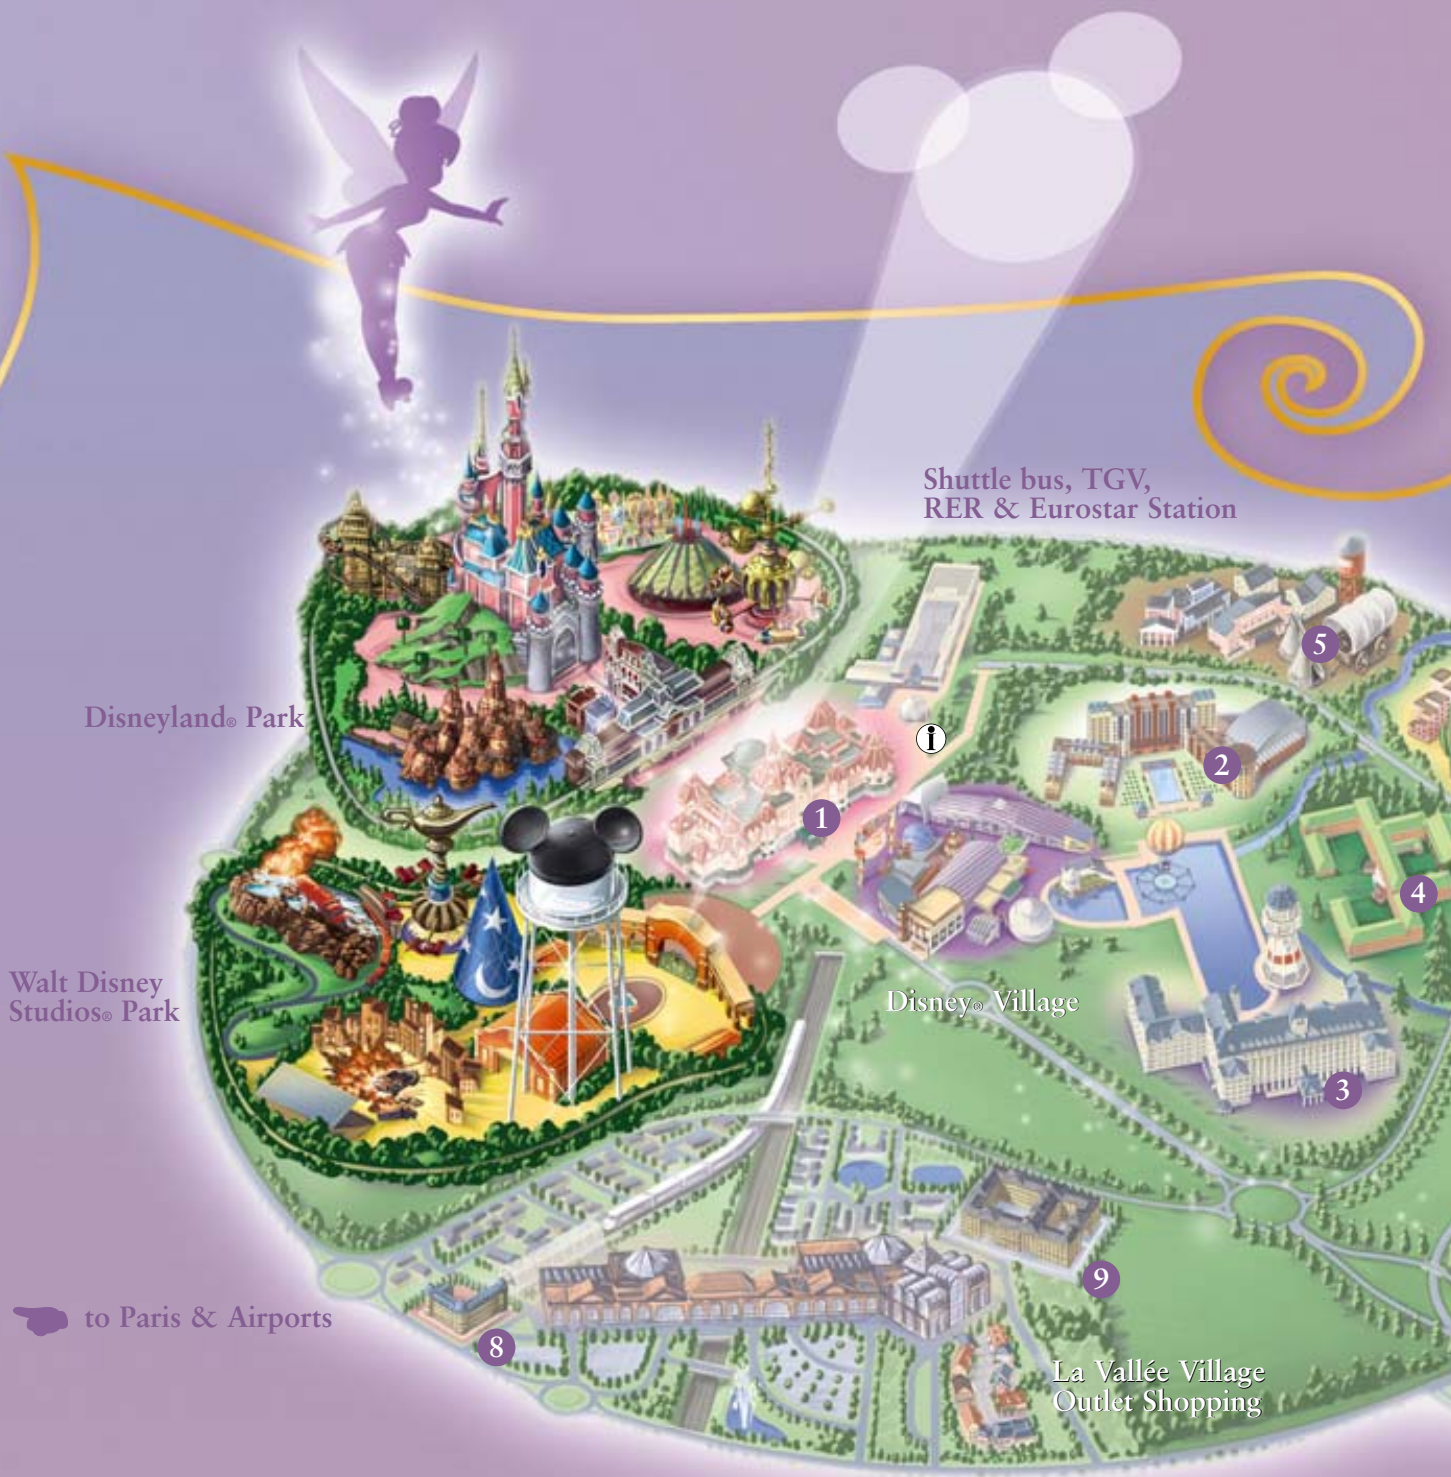 Shuttle bus, TGV,
RER & Eurostar Station
5
Disneyland® Park
i
2
1
4
Walt Disney
Studios® Park
Disney® Village
3
9
to Paris & Airports
8
La Vallée Village
Outlet Shopping